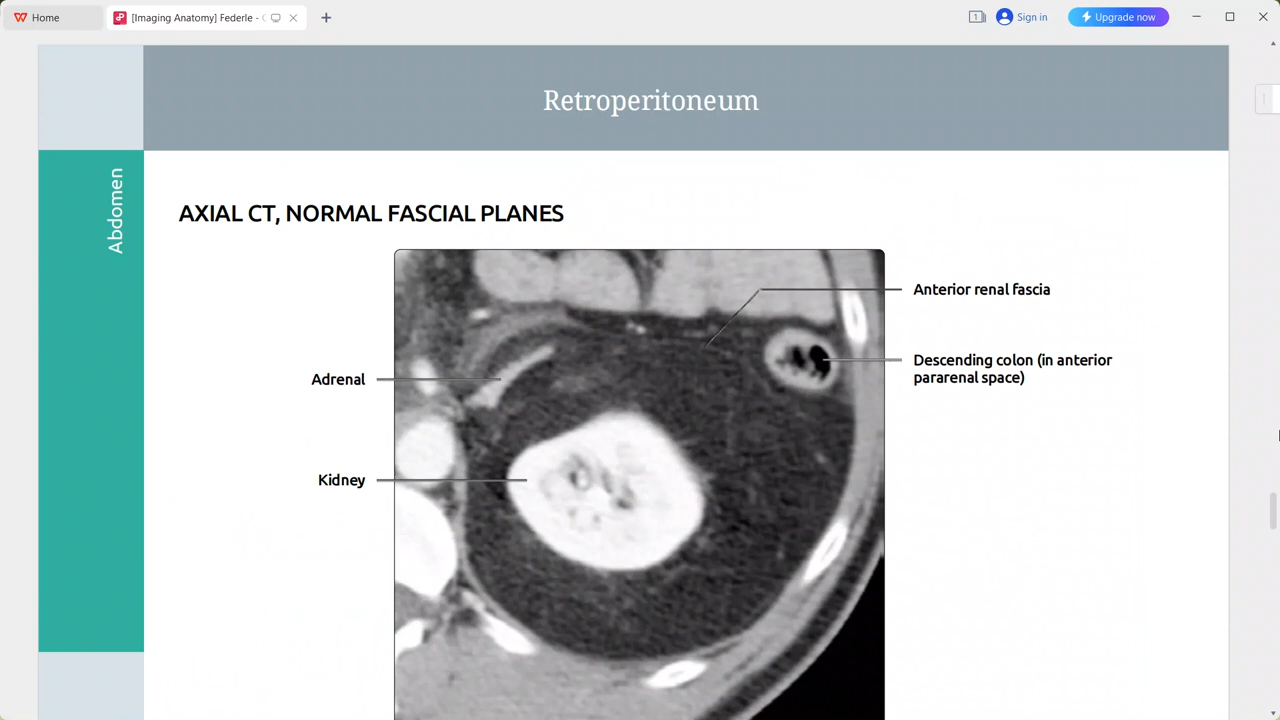 Home
[Imaging Anatomy] Federle -
1
Sign in
Upgrade now
Retroperitoneum
Abdomen
AXIAL CT, NORMAL FASCIAL PLANES
Anterior renal fascia
Descending colon (in anterior
pararenal space)
Adrenal
Kidney